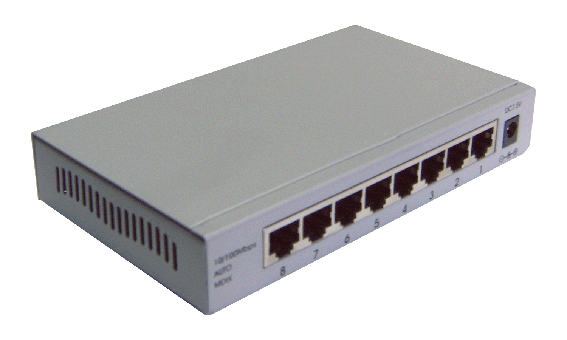 DC7.5V
8 7 6 5 4 3 2 1
10/100Mbps
AUTO
MDIX